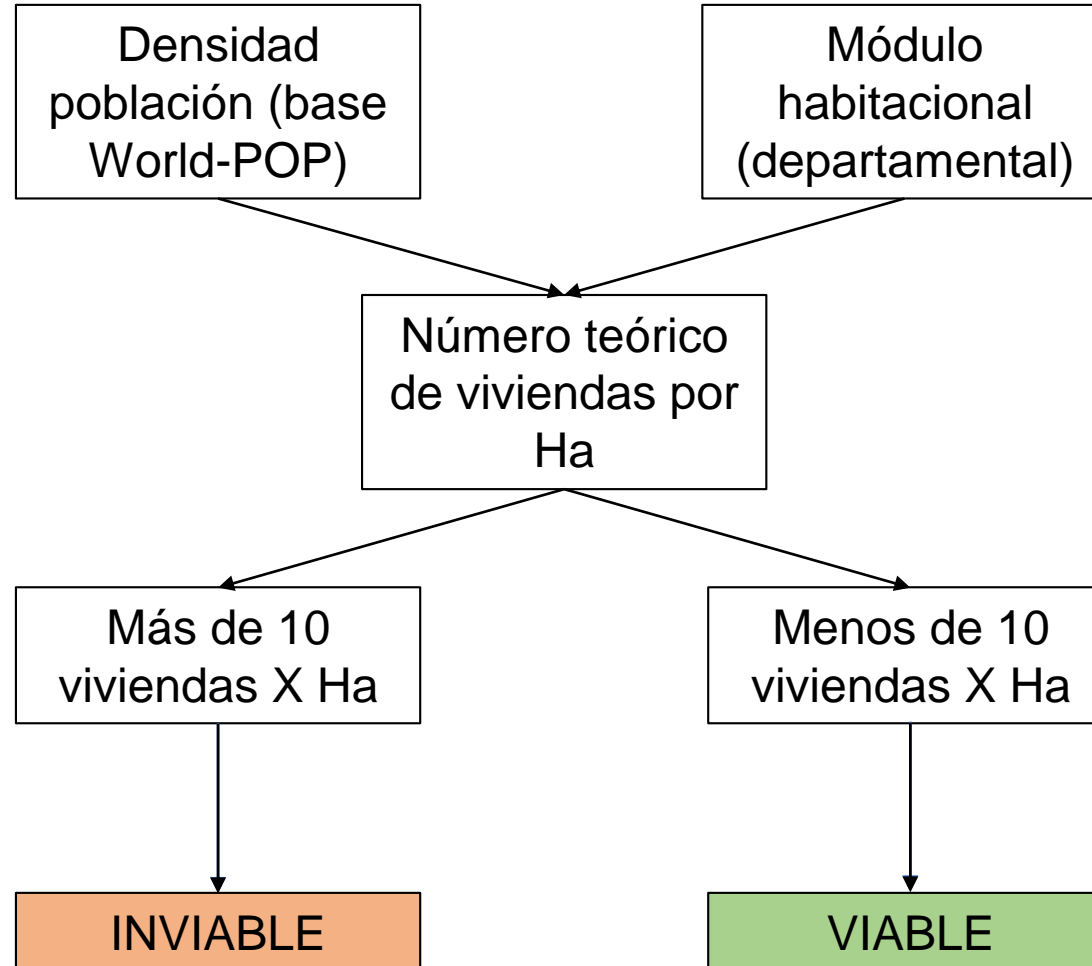 Densidad
población (base
World-POP)
Módulo
habitacional
(departamental)
Número teórico
de viviendas por
Ha
Más de 10
viviendas X Ha
Menos de 10
viviendas X Ha
INVIABLE
VIABLE